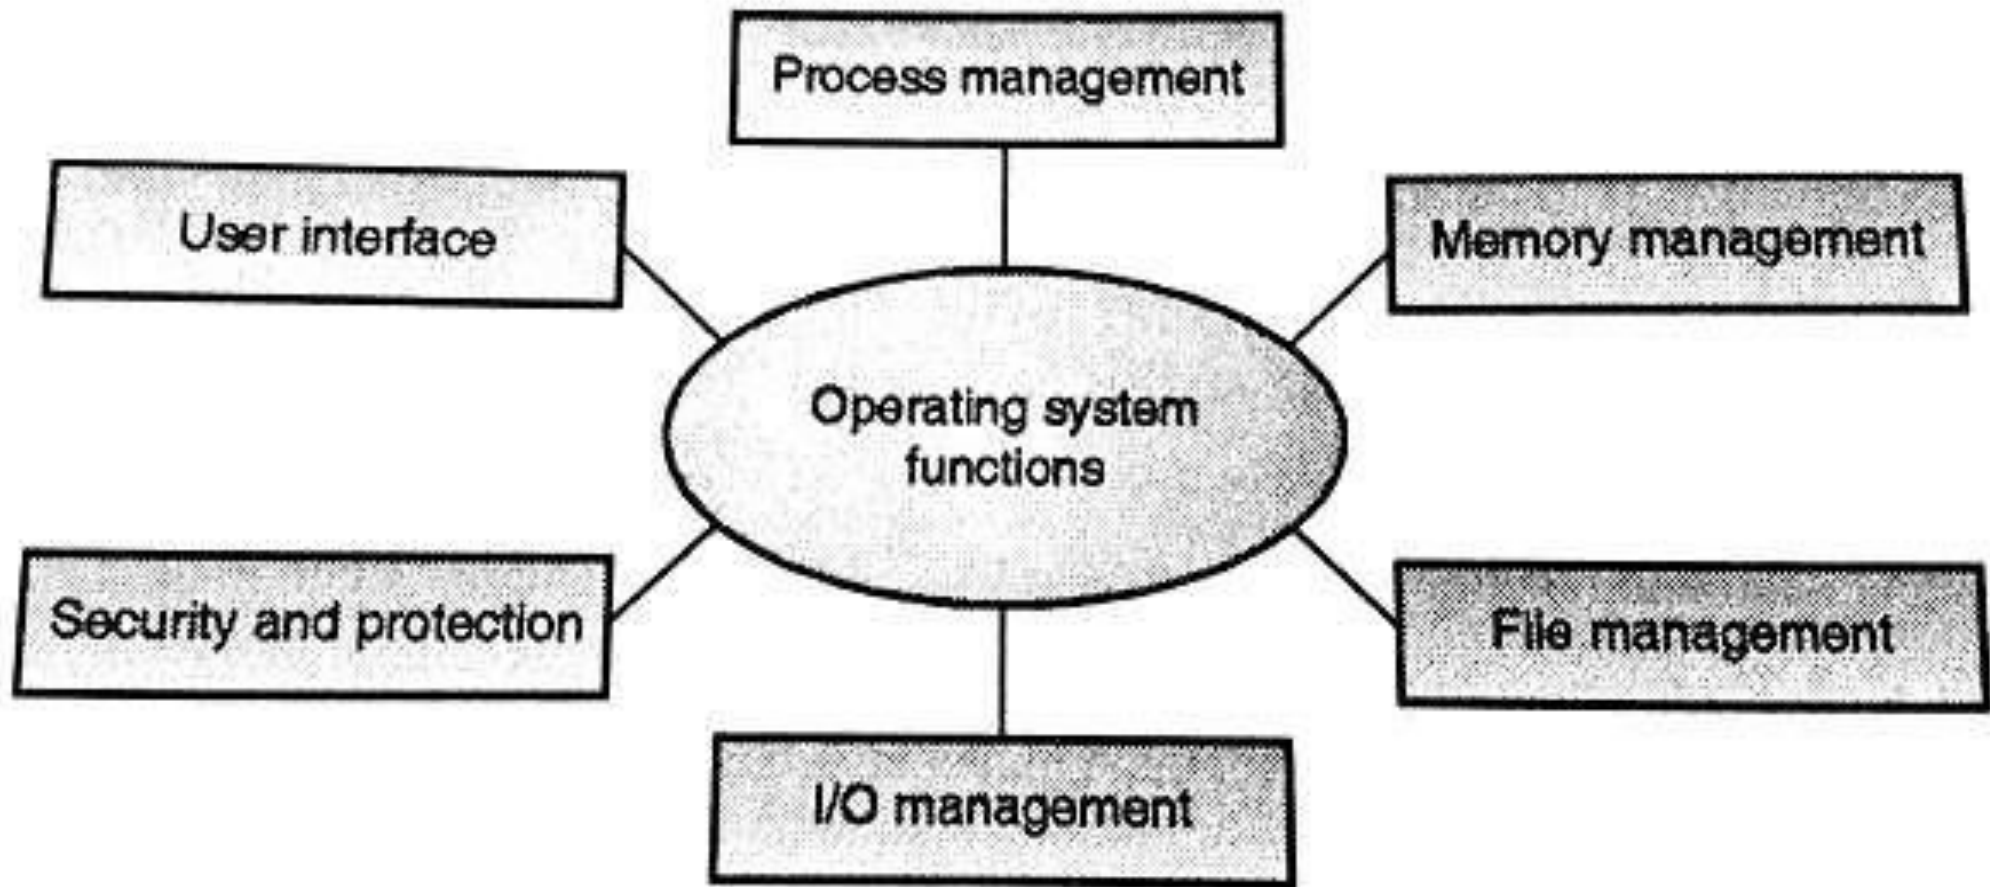 Process management
User interface
Memory management
Operating system
functions
Security and protection
File management
I/O management